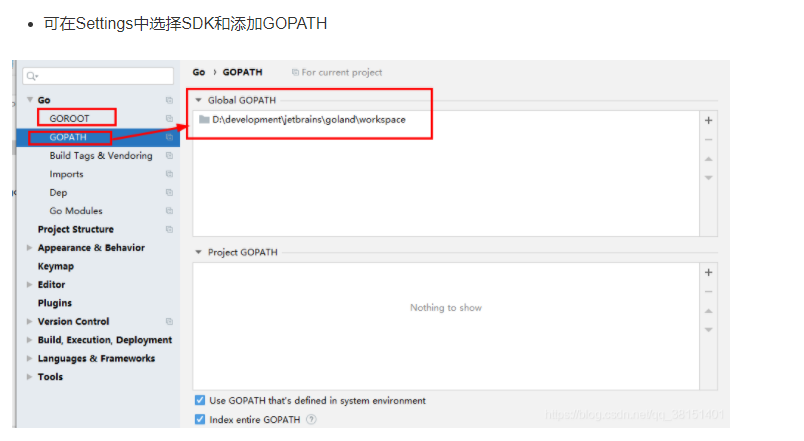 可在Settings中选择SDK和添加GOPATH
Go › GOPATH For current project
Go
GOROOT
GOPATH
Build Tags & Vendoring
Imports
Dep
Go Modules
Project Structure
Appearance & Behavior
Keymap
Editor
Plugins
Version Control
Build, Execution, Deployment
Languages & Frameworks
Tools
Global GOPATH
D:\development\jetbrains\goland\workspace
Project GOPATH
Nothing to show
Use GOPATH that's defined in system environment
Index entire GOPATH
https://blog.csdn.net/qq_38151401